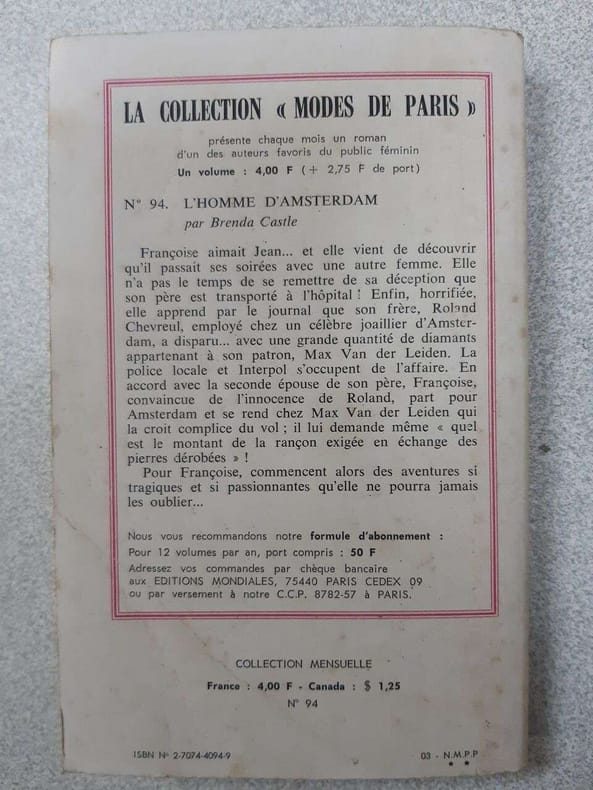 LA COLLECTION « MODES DE PARIS »
présente chaque mois un roman
d'un des auteurs favoris du public féminin
Un volume : 4,00 F (+ 2,75 F de port)
N° 94. L'HOMME D'AMSTERDAM
par Brenda Castle
Françoise aimait Jean... et elle vient de découvrir
qu'il passait ses soirées avec une autre femme. Elle
n'a pas le temps de se remettre de sa déception que
son père est transporté à l'hôpital ! Enfin, horrifiée,
elle apprend par le journal que son frère, Roland
Chevreul, employé chez un célèbre joaillier d'Amster-
dam, a disparu... avec une grande quantité de diamants
appartenant à son patron, Max Van der Leiden. La
police locale et Interpol s'occupent de l'affaire. En
accord avec la seconde épouse de son père, Françoise,
convaincue de l'innocence de Roland, part pour
Amsterdam et se rend chez Max Van der Leiden qui
la croit complice du vol ; il lui demande même « quel
est le montant de la rançon exigée en échange des
pierres dérobées » !
Pour Françoise, commencent alors des aventures si
tragiques et si passionnantes qu'elle ne pourra jamais
les oublier...
Nous vous recommandons notre formule d'abonnement :
Pour 12 volumes par an, port compris : 50 F
Adressez vos commandes par chèque bancaire
aux EDITIONS MONDIALES, 75440 PARIS CEDEX 09
ou par versement à notre C.C.P. 8782-57 à PARIS.
COLLECTION MENSUELLE
France : 4,00 F - Canada : $ 1,25
N° 94
ISBN N° 2-7074-4094-9
03 - N.M.P.P